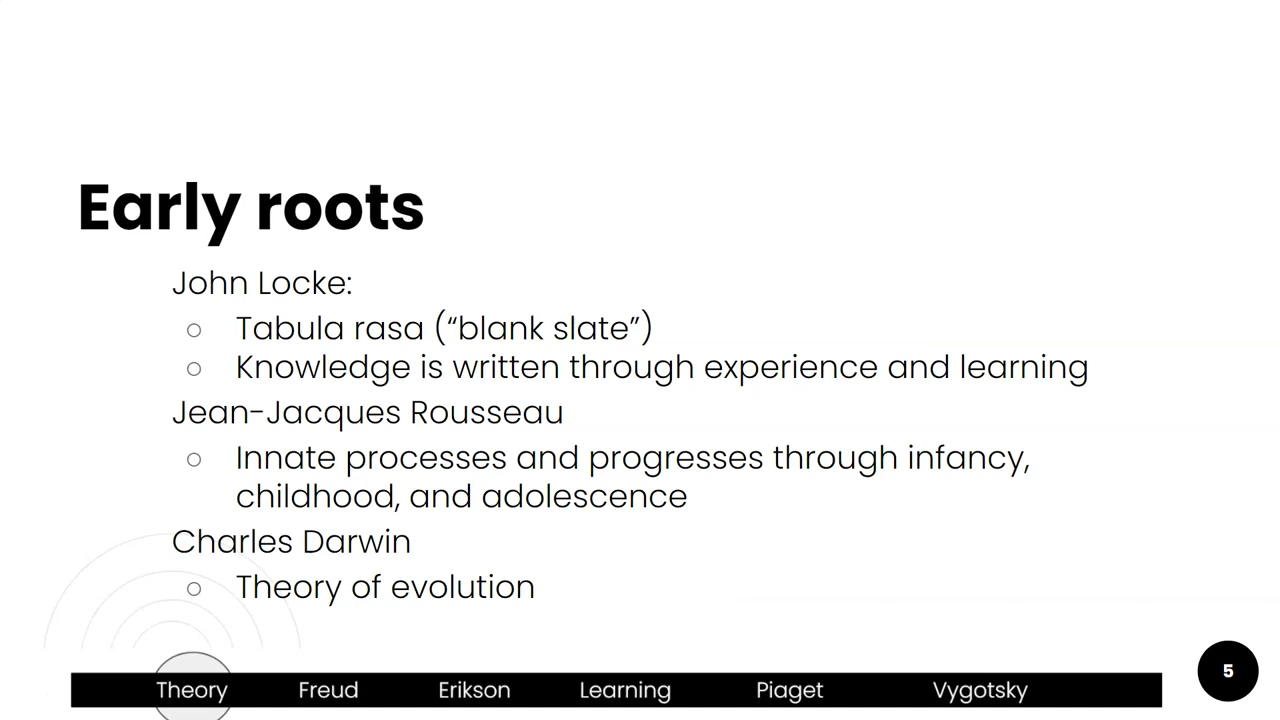 Early roots
John Locke:
○ Tabula rasa (“blank slate”)
○ Knowledge is written through experience and learning
Jean-Jacques Rousseau
○ Innate processes and progresses through infancy,
childhood, and adolescence
Charles Darwin
○ Theory of evolution
Theory Freud Erikson Learning Piaget Vygotsky
5